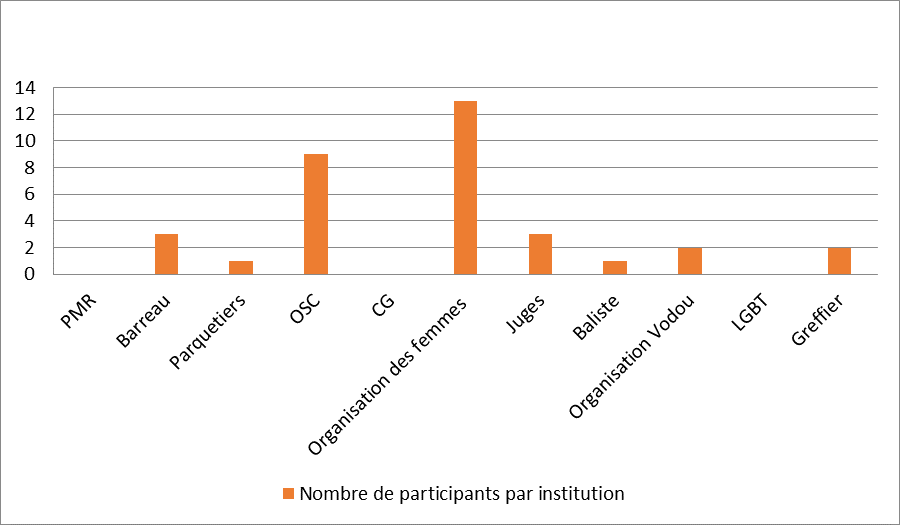 14
12
10
8
6
4
2
0
PMR
Barreau
Parquetiers
OSC
CG
Organisation des femmes
Juges
Baliste
Organisation Vodou
LGBT
Greffier
Nombre de participants par institution